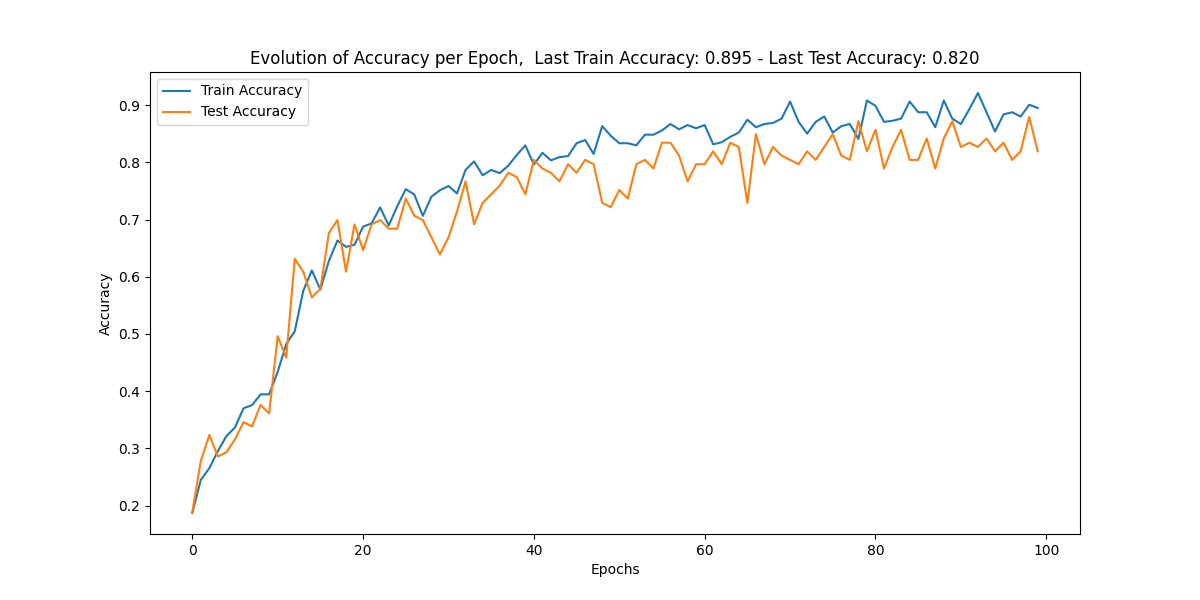 Evolution of Accuracy per Epoch,  Last Train Accuracy: 0.895 - Last Test Accuracy: 0.820
Train Accuracy
Test Accuracy
0.9
0.8
0.7
0.6
0.5
0.4
0.3
0.2
Accuracy
0 20 40 60 80 100
Epochs